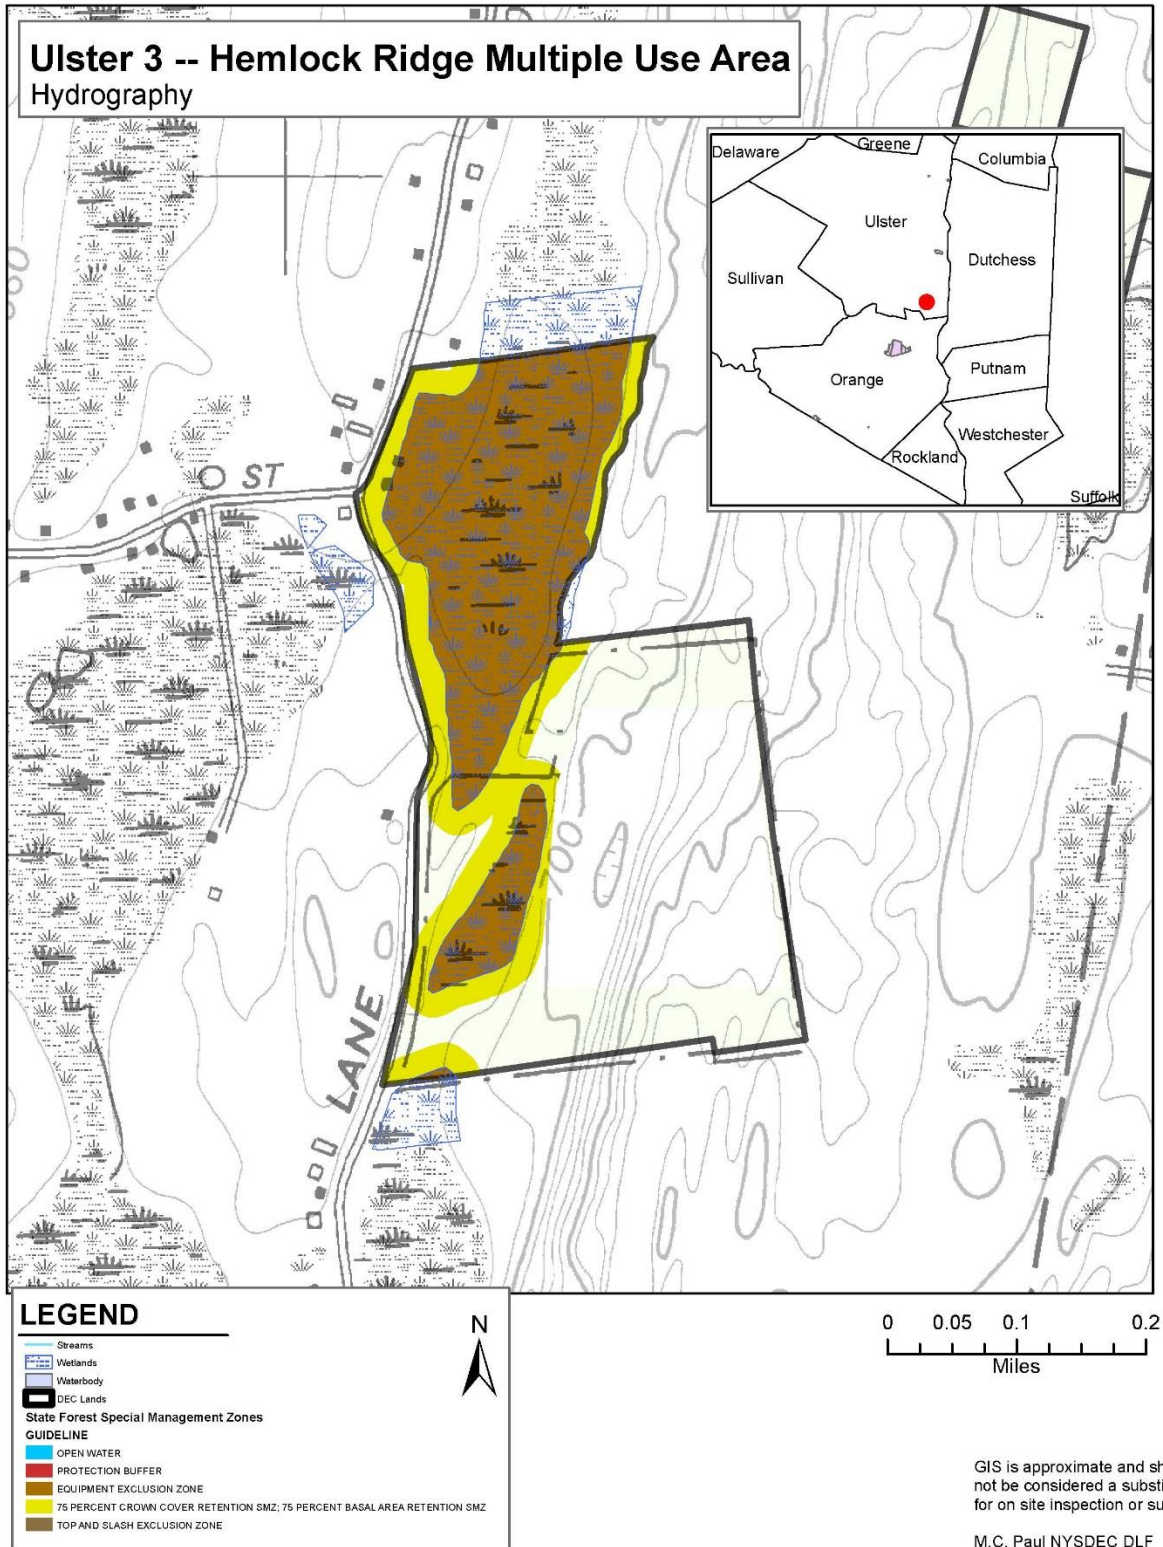 Ulster 3 -- Hemlock Ridge Multiple Use Area
Hydrography
Delaware
Greene
Columbia
Ulster
Dutchess
Sullivan
Orange
Putnam
Westchester
Rockland
Suffolk
ST
700
LANE
LEGEND
Streams
Wetlands
Waterbody
DEC Lands
State Forest Special Management Zones
GUIDELINE
OPEN WATER
PROTECTION BUFFER
EQUIPMENT EXCLUSION ZONE
75 PERCENT CROWN COVER RETENTION SMZ; 75 PERCENT BASAL AREA RETENTION SMZ
TOP AND SLASH EXCLUSION ZONE
N
0 0.05 0.1 0.2
Miles
GIS is approximate and sh
not be considered a substi
for on site inspection or su
M.C. Paul NYSDEC DLF